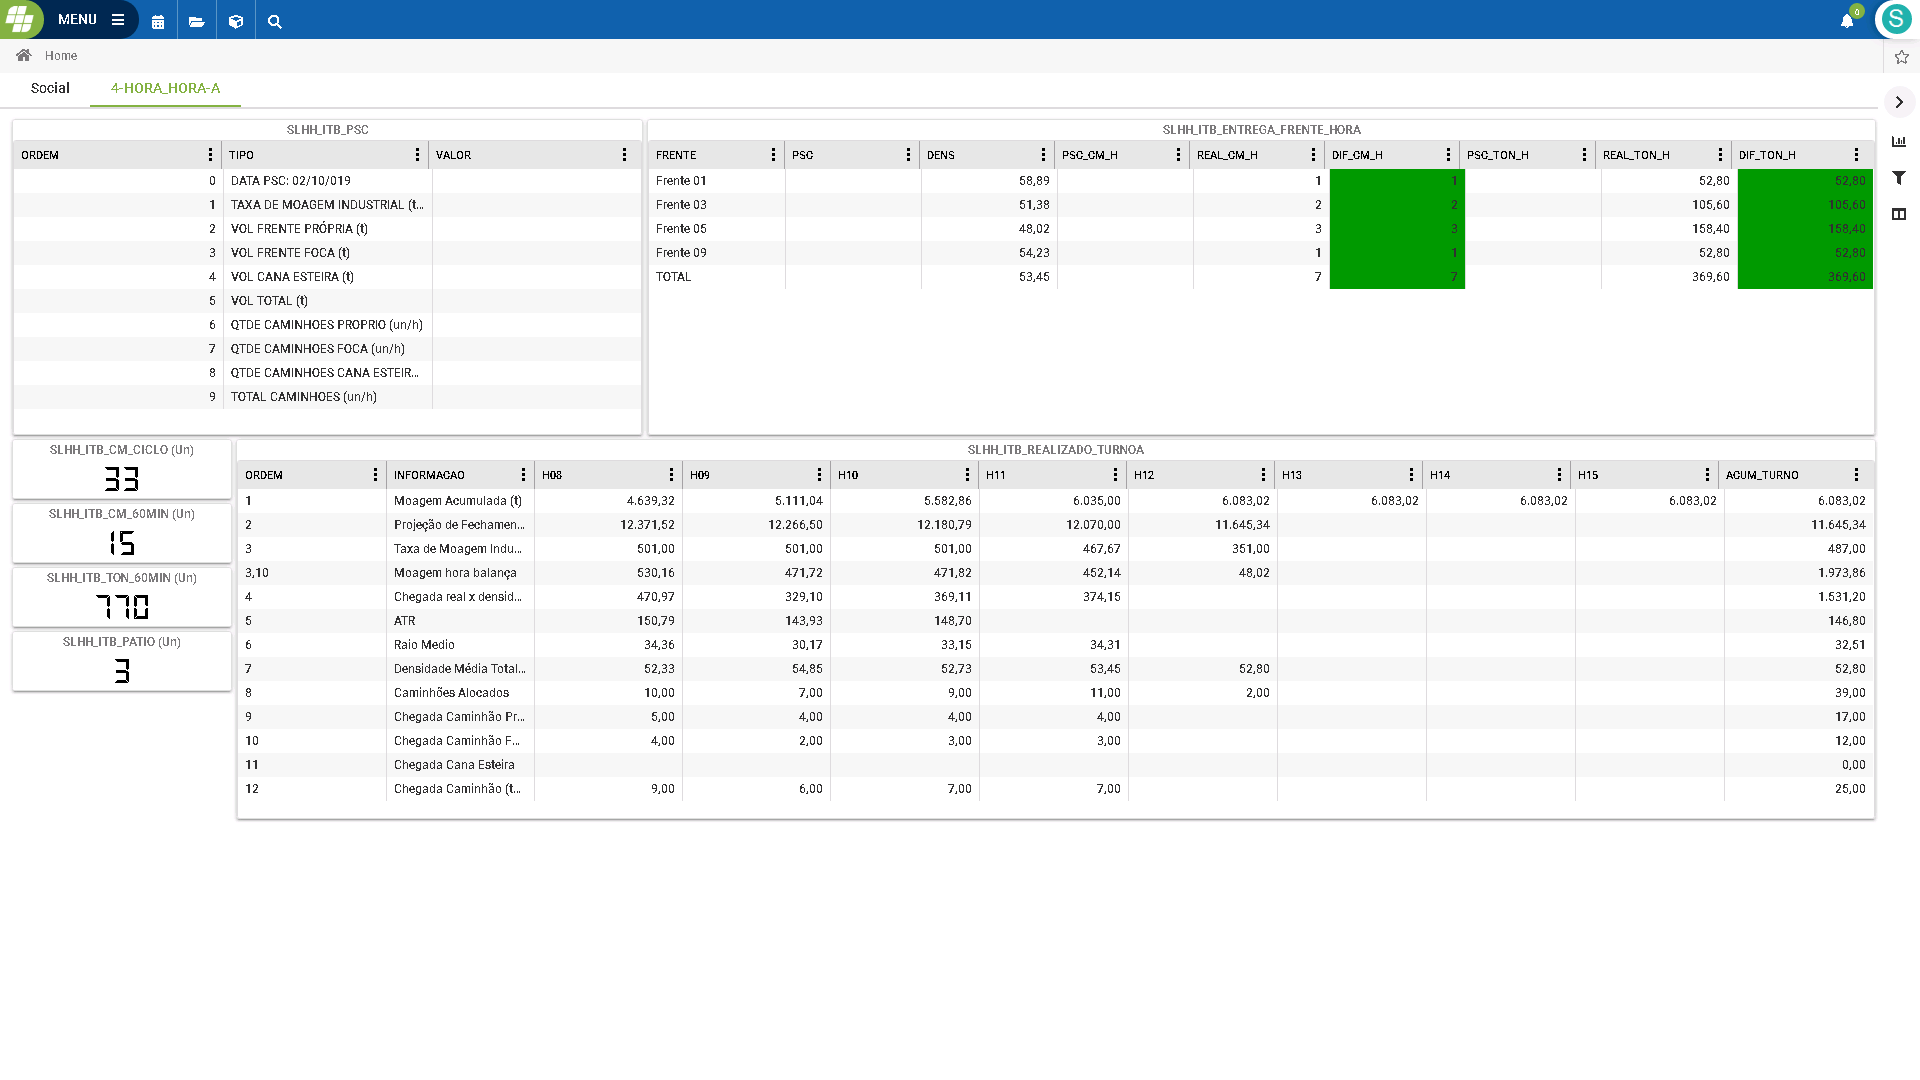 MENU
0
S
Home
Social
4-HORA_HORA-A
SLHH_ITB_PSC
ORDEM TIPO VALOR
0 DATA PSC: 02/10/019
1 TAXA DE MOAGEM INDUSTRIAL (t...
2 VOL FRENTE PRÓPRIA (t)
3 VOL FRENTE FOCA (t)
4 VOL CANA ESTEIRA (t)
5 VOL TOTAL (t)
6 QTDE CAMINHOES PROPRIO (un/h)
7 QTDE CAMINHOES FOCA (un/h)
8 QTDE CAMINHOES CANA ESTEIR...
9 TOTAL CAMINHOES (un/h)
SLHH_ITB_ENTREGA_FRENTE_HORA
FRENTE PSC DENS PSC_CM_H REAL_CM_H DIF_CM_H PSC_TON_H REAL_TON_H DIF_TON_H
Frente 01 58,89 1 1 52,80 52,80
Frente 03 51,38 2 2 105,60 105,60
Frente 05 48,02 3 3 158,40 158,40
Frente 09 54,23 1 1 52,80 52,80
TOTAL 53,45 7 7 369,60 369,60
SLHH_ITB_CM_CICLO (Un)
33
SLHH_ITB_CM_60MIN (Un)
15
SLHH_ITB_TON_60MIN (Un)
770
SLHH_ITB_PATIO (Un)
3
SLHH_ITB_REALIZADO_TURNOA
ORDEM INFORMACAO H08 H09 H10 H11 H12 H13 H14 H15 ACUM_TURNO
1 Moagem Acumulada (t) 4.639,32 5.111,04 5.582,86 6.035,00 6.083,02 6.083,02 6.083,02 6.083,02 6.083,02
2 Projeção de Fechamen... 12.371,52 12.266,50 12.180,79 12.070,00 11.645,34 11.645,34
3 Taxa de Moagem Indu... 501,00 501,00 501,00 467,67 351,00 487,00
3,10 Moagem hora balança 530,16 471,72 471,82 452,14 48,02 1.973,86
4 Chegada real x densid... 470,97 329,10 369,11 374,15 1.531,20
5 ATR 150,79 143,93 148,70 146,80
6 Raio Medio 34,36 30,17 33,15 34,31 32,51
7 Densidade Média Total... 52,33 54,85 52,73 53,45 52,80 52,80
8 Caminhões Alocados 10,00 7,00 9,00 11,00 2,00 39,00
9 Chegada Caminhão Pr... 5,00 4,00 4,00 4,00 17,00
10 Chegada Caminhão F... 4,00 2,00 3,00 3,00 12,00
11 Chegada Cana Esteira 0,00
12 Chegada Caminhão (t... 9,00 6,00 7,00 7,00 25,00